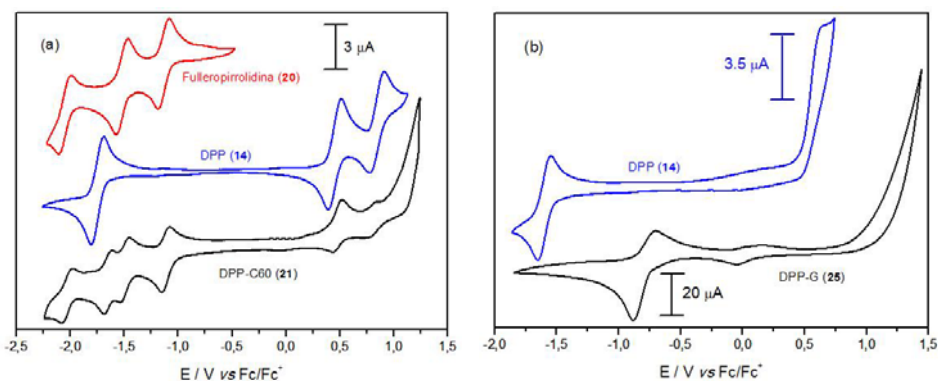 (a)
3 µA
Fulleropirrolidina (20)
DPP (14)
DPP-C60 (21)
-2,5 -2,0 -1,5 -1,0 -0,5 0,0 0,5 1,0 1,5
E / V vs Fc/Fc+
(b)
3.5 µA
DPP (14)
DPP-G (25)
20 µA
-2,0 -1,5 -1,0 -0,5 0,0 0,5 1,0 1,5
E / V vs Fc/Fc+